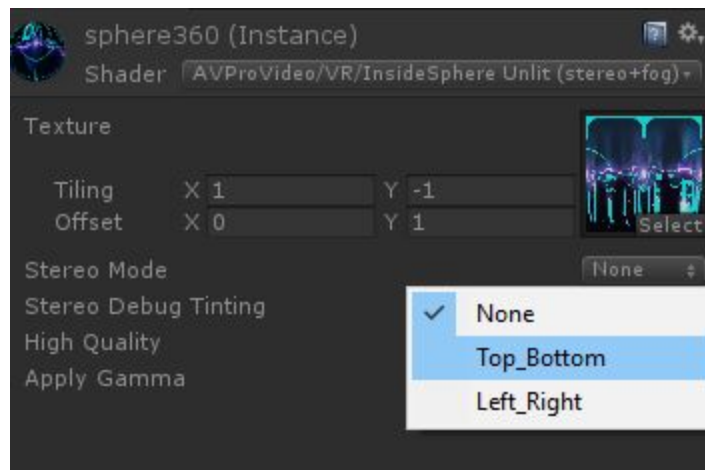 sphere360 (Instance)
Shader AVProVideo/VR/InsideSphere Unlit (stereo+fog)
Texture
Tiling X 1 Y -1
Offset X 0 Y 1
Select
Stereo Mode None
Stereo Debug Tinting
None
High Quality
Top_Bottom
Apply Gamma
Left_Right